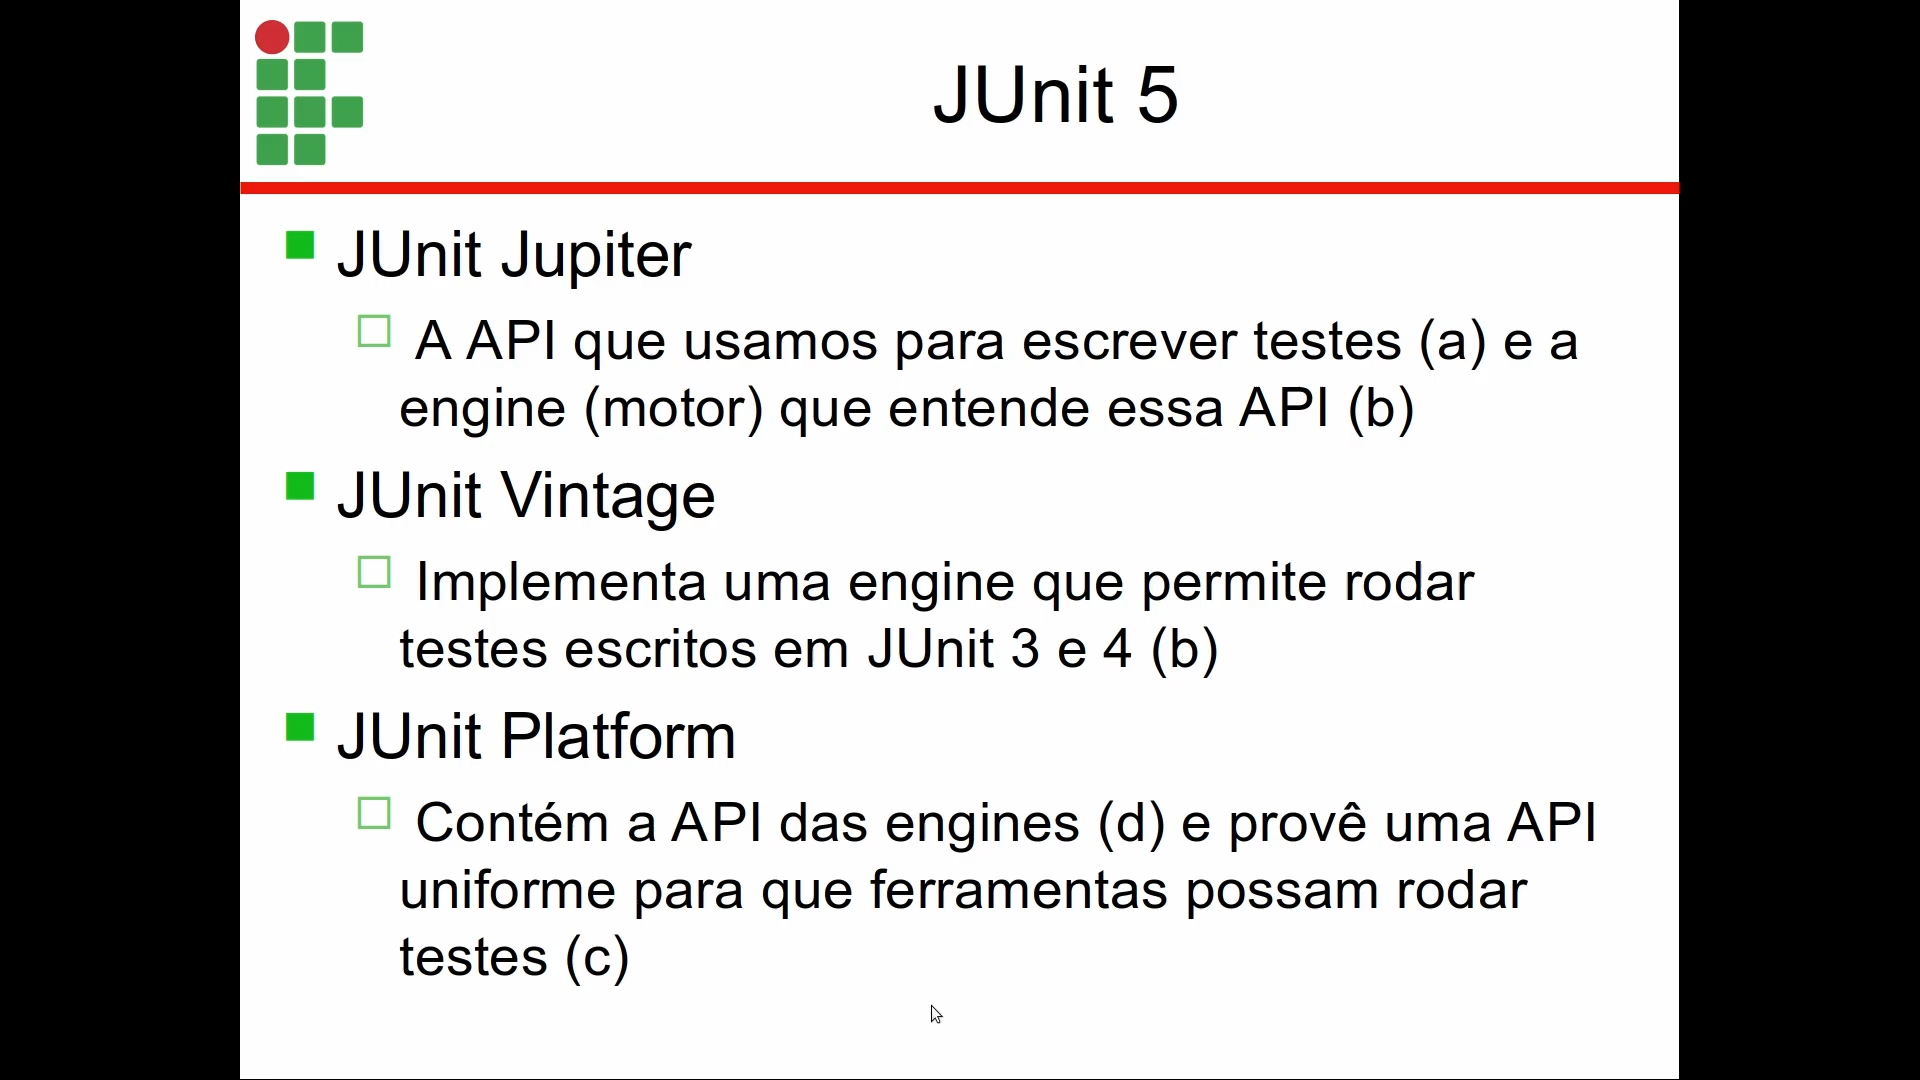 JUnit 5
JUnit Jupiter
A API que usamos para escrever testes (a) e a
engine (motor) que entende essa API (b)
JUnit Vintage
Implementa uma engine que permite rodar
testes escritos em JUnit 3 e 4 (b)
JUnit Platform
Contém a API das engines (d) e provê uma API
uniforme para que ferramentas possam rodar
testes (c)